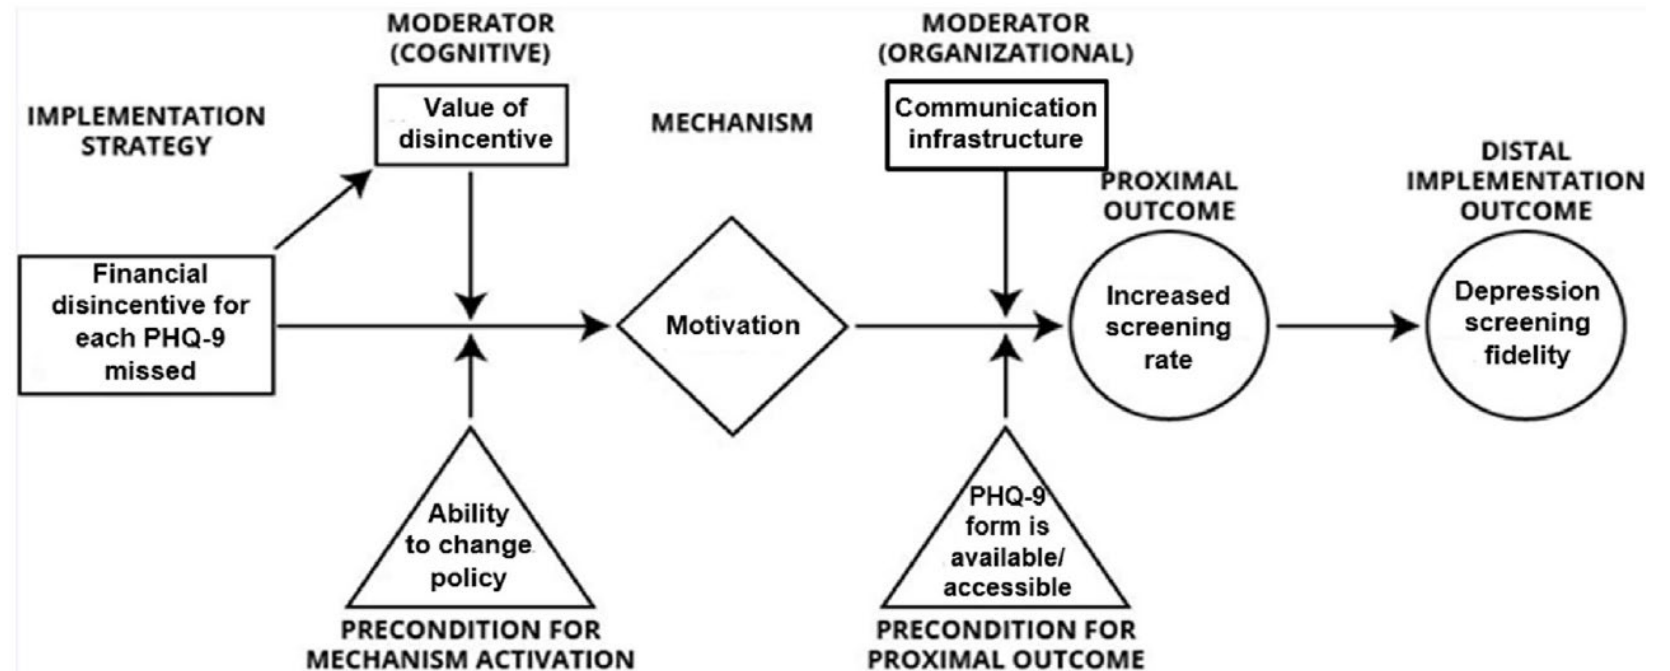 MODERATOR
(COGNITIVE)
MODERATOR
(ORGANIZATIONAL)
IMPLEMENTATION
STRATEGY
Value of
disincentive
MECHANISM
Communication
infrastructure
PROXIMAL
OUTCOME
DISTAL
IMPLEMENTATION
OUTCOME
Financial
disincentive for
each PHQ-9
missed
Motivation
Increased
screening
rate
Depression
screening
fidelity
Ability
to change
policy
PHQ-9
form is
available/
accessible
PRECONDITION FOR
MECHANISM ACTIVATION
PRECONDITION FOR
PROXIMAL OUTCOME